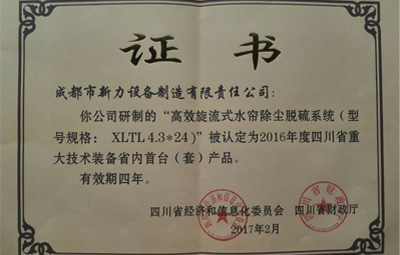 证书
成都市新力设备制造有限责任公司：
你公司研制的“高效旋流式水帘除尘脱硫系统（型
号规格： XLTL 4.3*24）”被认定为2016年度四川省重
大技术装备省内首台（套）产品。
有效期四年。
四川省经济和信息化委员会 四川省财政厅
2017年2月